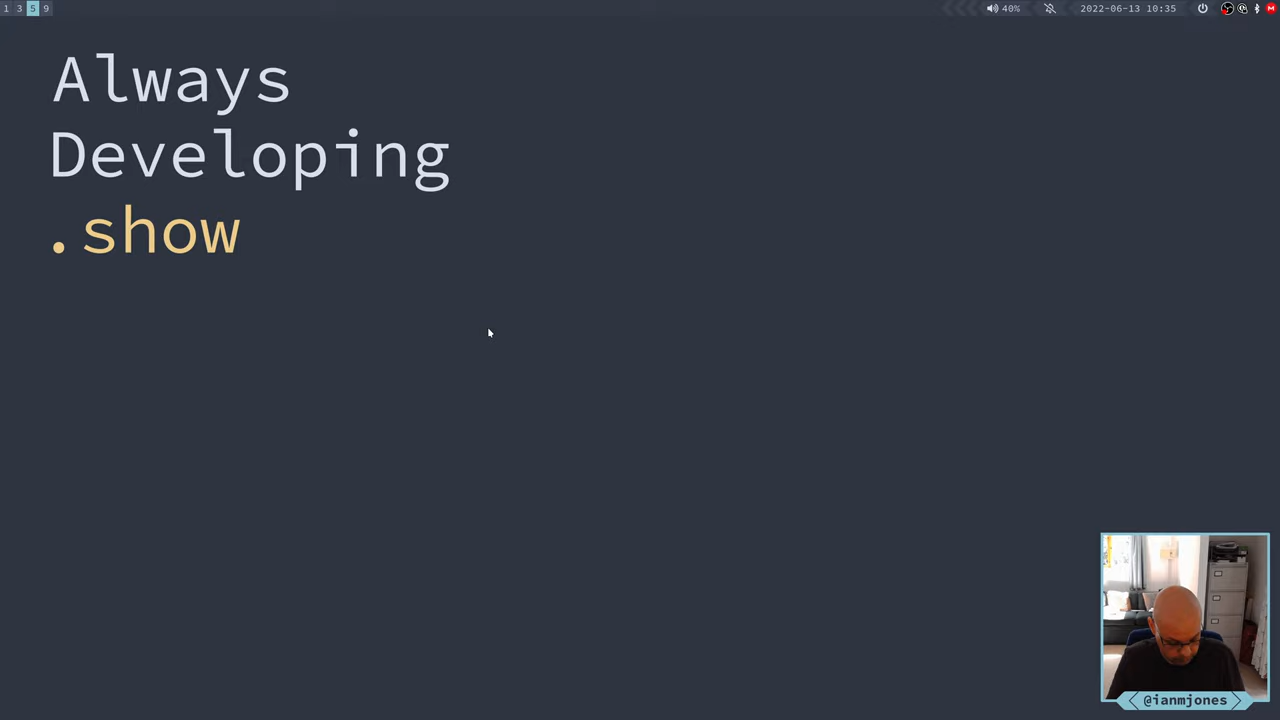 1 3 5 9
40%
2022-06-13 10:35
Always
Developing
.show
@ianmjones